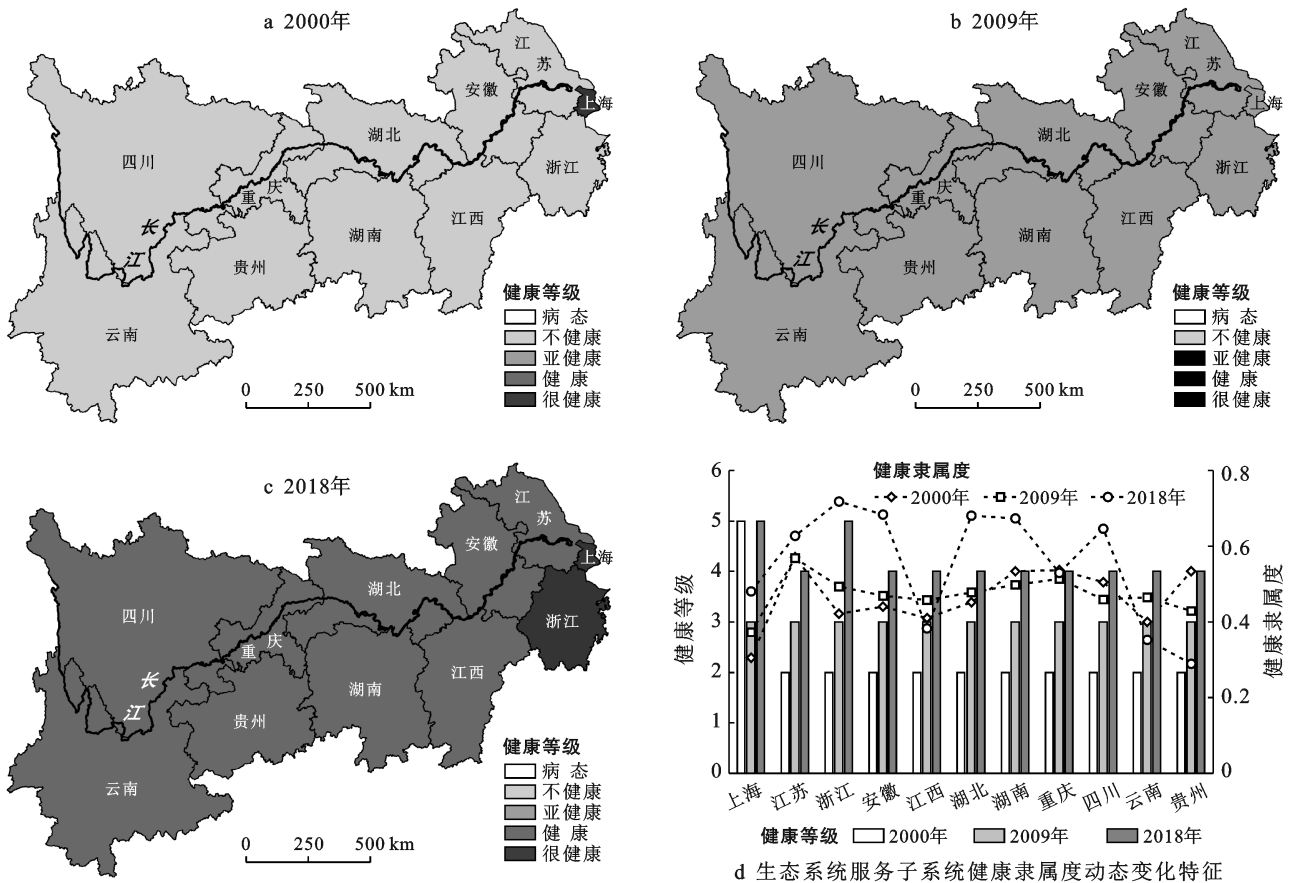 a 2000年
江
苏
安徽
上海
湖北
四川
浙江
重庆
江西
长
江
湖南
贵州
云南
健康等级
病态
不健康
亚健康
健康
很健康
0 250 500 km
b 2009年
江
苏
安徽
上海
湖北
四川
浙江
重庆
江西
长
江
湖南
贵州
云南
健康等级
病态
不健康
亚健康
健康
很健康
0 250 500 km
c 2018年
江
苏
安徽
上海
湖北
四川
浙江
重庆
江西
长
江
湖南
贵州
云南
健康等级
病态
不健康
亚健康
健康
很健康
0 250 500 km
健康隶属度
2000年 2009年 2018年
健康等级
6
5
4
3
2
1
0
健康隶属度
0.8
0.6
0.4
0.2
0
上海 江苏 浙江 安徽 江西 湖北 湖南 重庆 四川 云南 贵州
健康等级 2000年 2009年 2018年
d 生态系统服务子系统健康隶属度动态变化特征